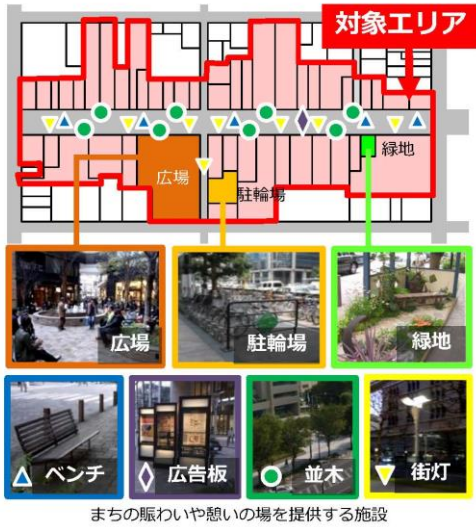 対象エリア
緑地
広場
駐輪場
広場
駐輪場
緑地
ベンチ
広告板
並木
街灯
まちの賑わいや憩いの場を提供する施設